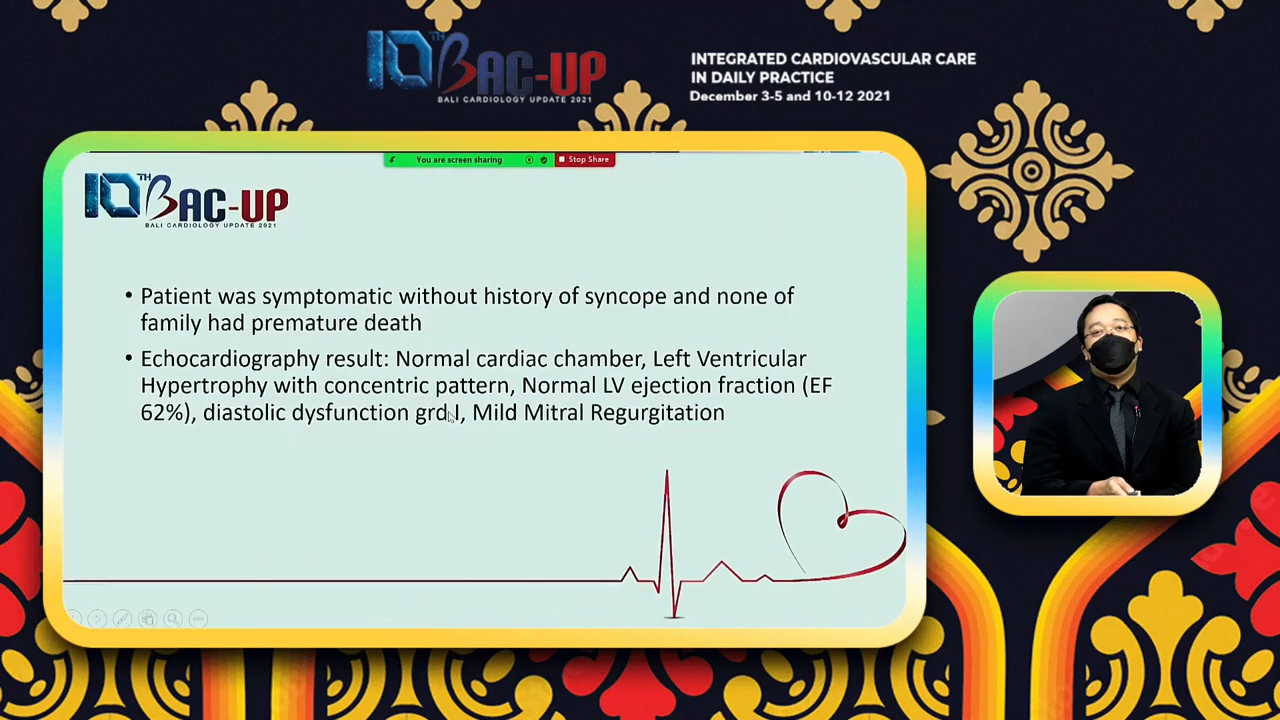 10TH BAC-UP
BALI CARDIOLOGY UPDATE 2021
INTEGRATED CARDIOVASCULAR CARE
IN DAILY PRACTICE
December 3-5 and 10-12 2021
You are screen sharing
Stop Share
10TH BAC-UP
BALI CARDIOLOGY UPDATE 2021
• Patient was symptomatic without history of syncope and none of
family had premature death
• Echocardiography result: Normal cardiac chamber, Left Ventricular
Hypertrophy with concentric pattern, Normal LV ejection fraction (EF
62%), diastolic dysfunction grd I, Mild Mitral Regurgitation